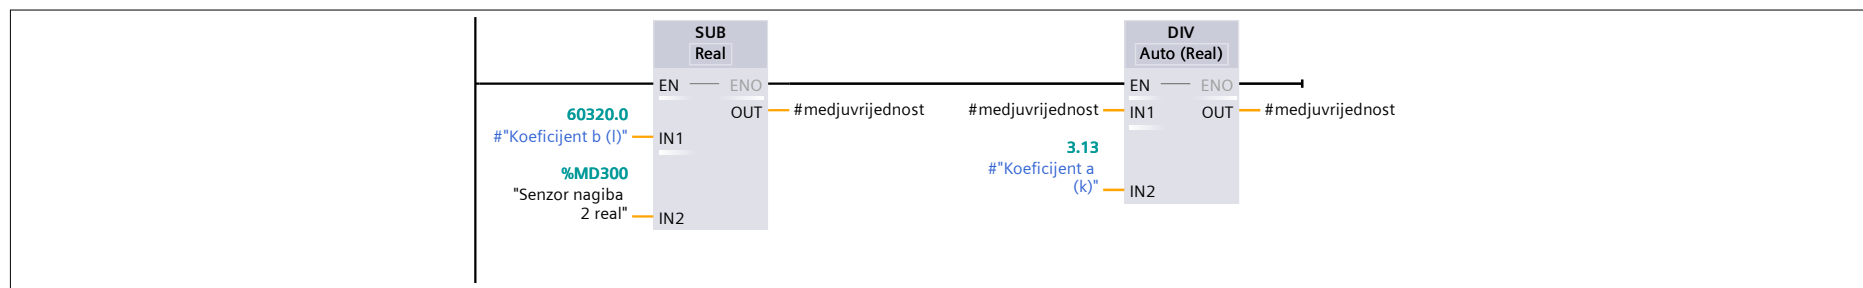 SUB
Real
EN
ENO
60320.0
#"Koeficijent b (l)"
IN1
OUT
#medjuvrijednost
%MD300
"Senzor nagiba
2 real"
IN2
DIV
Auto (Real)
EN
ENO
#medjuvrijednost
IN1
OUT
#medjuvrijednost
3.13
#"Koeficijent a
(k)"
IN2